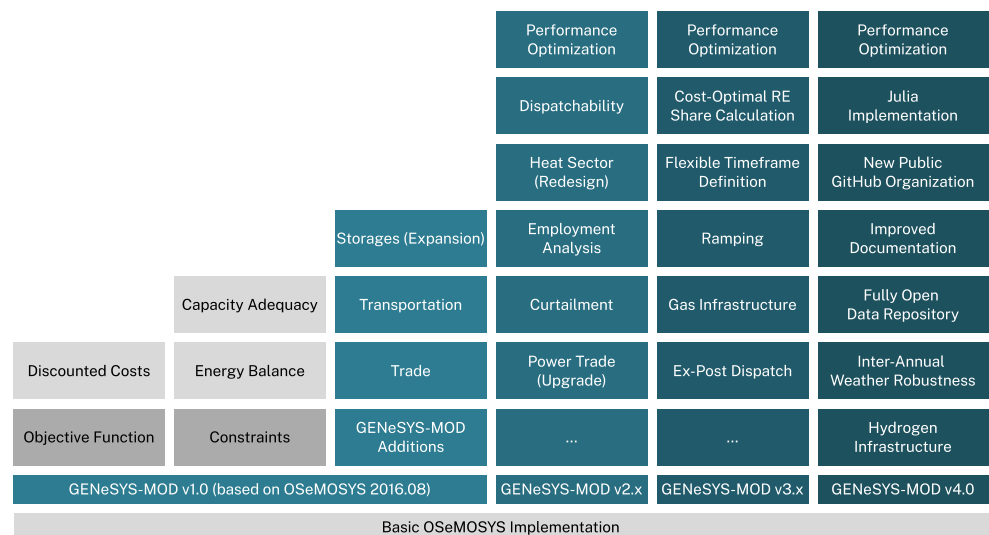 Performance
Optimization
Performance
Optimization
Performance
Optimization
Dispatchability
Cost-Optimal RE
Share Calculation
Julia
Implementation
Heat Sector
(Redesign)
Flexible Timeframe
Definition
New Public
GitHub Organization
Storages (Expansion)
Employment
Analysis
Ramping
Improved
Documentation
Capacity Adequacy
Transportation
Curtailment
Gas Infrastructure
Fully Open
Data Repository
Discounted Costs
Energy Balance
Trade
Power Trade
(Upgrade)
Ex-Post Dispatch
Inter-Annual
Weather Robustness
Objective Function
Constraints
GENeSYS-MOD
Additions
...
...
Hydrogen
Infrastructure
GENeSYS-MOD v1.0 (based on OSeMOSYS 2016.08)
GENeSYS-MOD v2.x
GENeSYS-MOD v3.x
GENeSYS-MOD v4.0
Basic OSeMOSYS Implementation